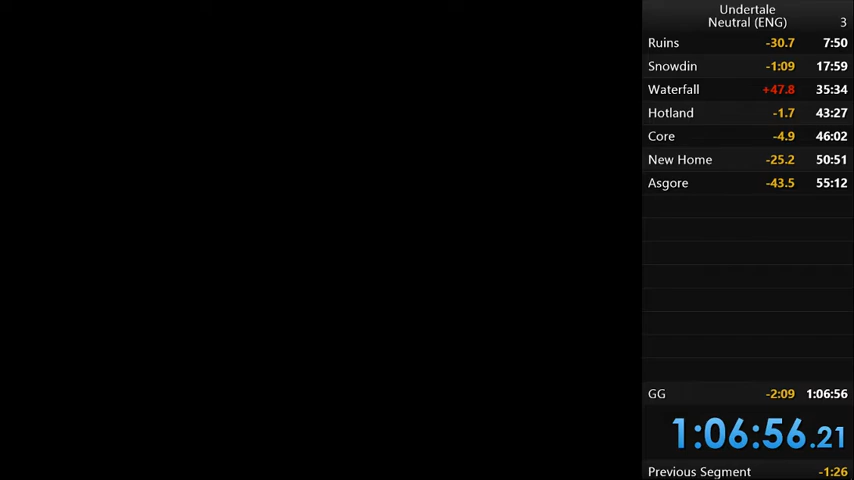 Undertale
Neutral (ENG) 3
Ruins -30.7 7:50
Snowdin -1:09 17:59
Waterfall +47.8 35:34
Hotland -1.7 43:27
Core -4.9 46:02
New Home -25.2 50:51
Asgore -43.5 55:12
GG -2:09 1:06:56
1:06:56.21
Previous Segment -1:26